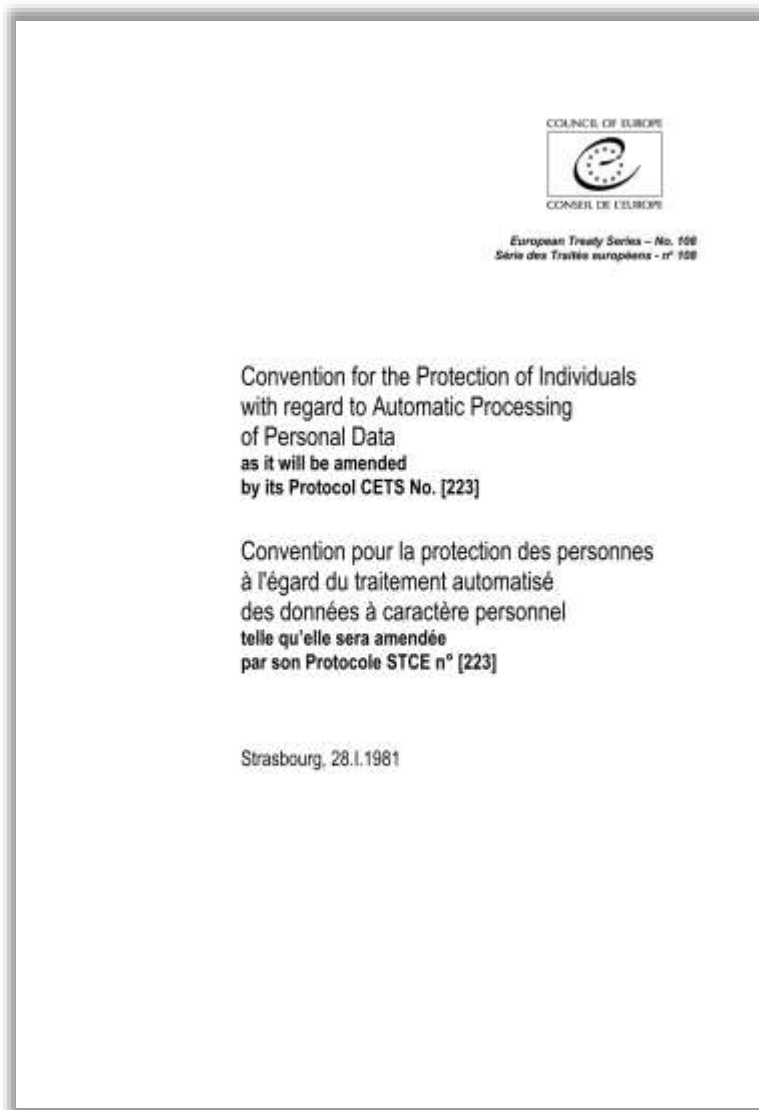 COUNCIL OF EUROPE
CONSEIL DE L'EUROPE
European Treaty Series – No. 108
Série des Traités européens - n° 108
Convention for the Protection of Individuals
with regard to Automatic Processing
of Personal Data
as it will be amended
by its Protocol CETS No. [223]
Convention pour la protection des personnes
à l'égard du traitement automatisé
des données à caractère personnel
telle qu'elle sera amendée
par son Protocole STCE n° [223]
Strasbourg, 28.I.1981